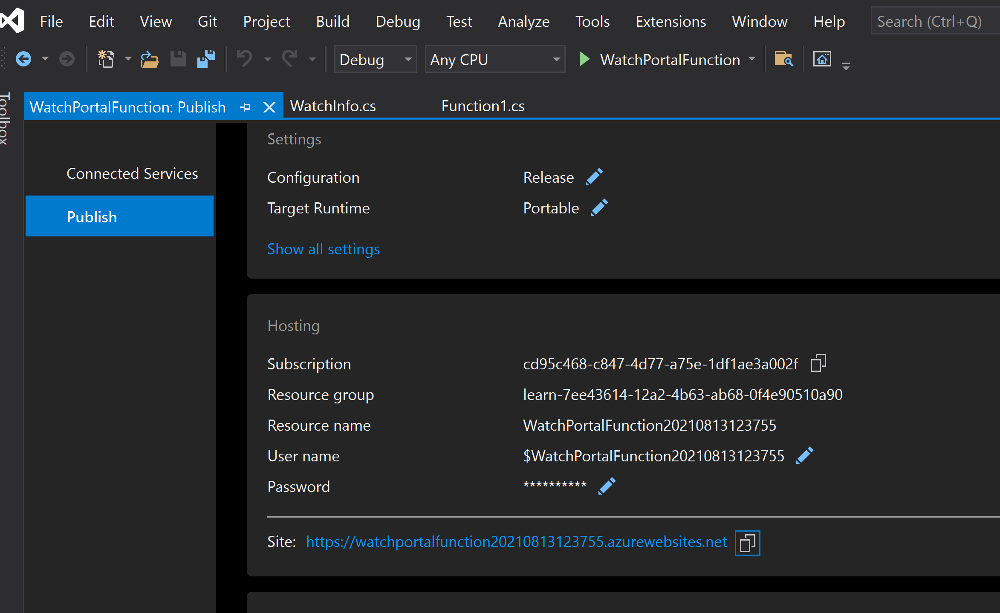 File Edit View Git Project Build Debug Test Analyze Tools Extensions Window Help Search (Ctrl+Q)
Debug Any CPU WatchPortalFunction
Toolbox
WatchPortalFunction: Publish WatchInfo.cs Function1.cs
Connected Services
Publish
Settings
Configuration Release
Target Runtime Portable
Show all settings
Hosting
Subscription cd95c468-c847-4d77-a75e-1df1ae3a002f
Resource group learn-7ee43614-12a2-4b63-ab68-0f4e90510a90
Resource name WatchPortalFunction20210813123755
User name $WatchPortalFunction20210813123755
Password **********
Site: https://watchportalfunction20210813123755.azurewebsites.net